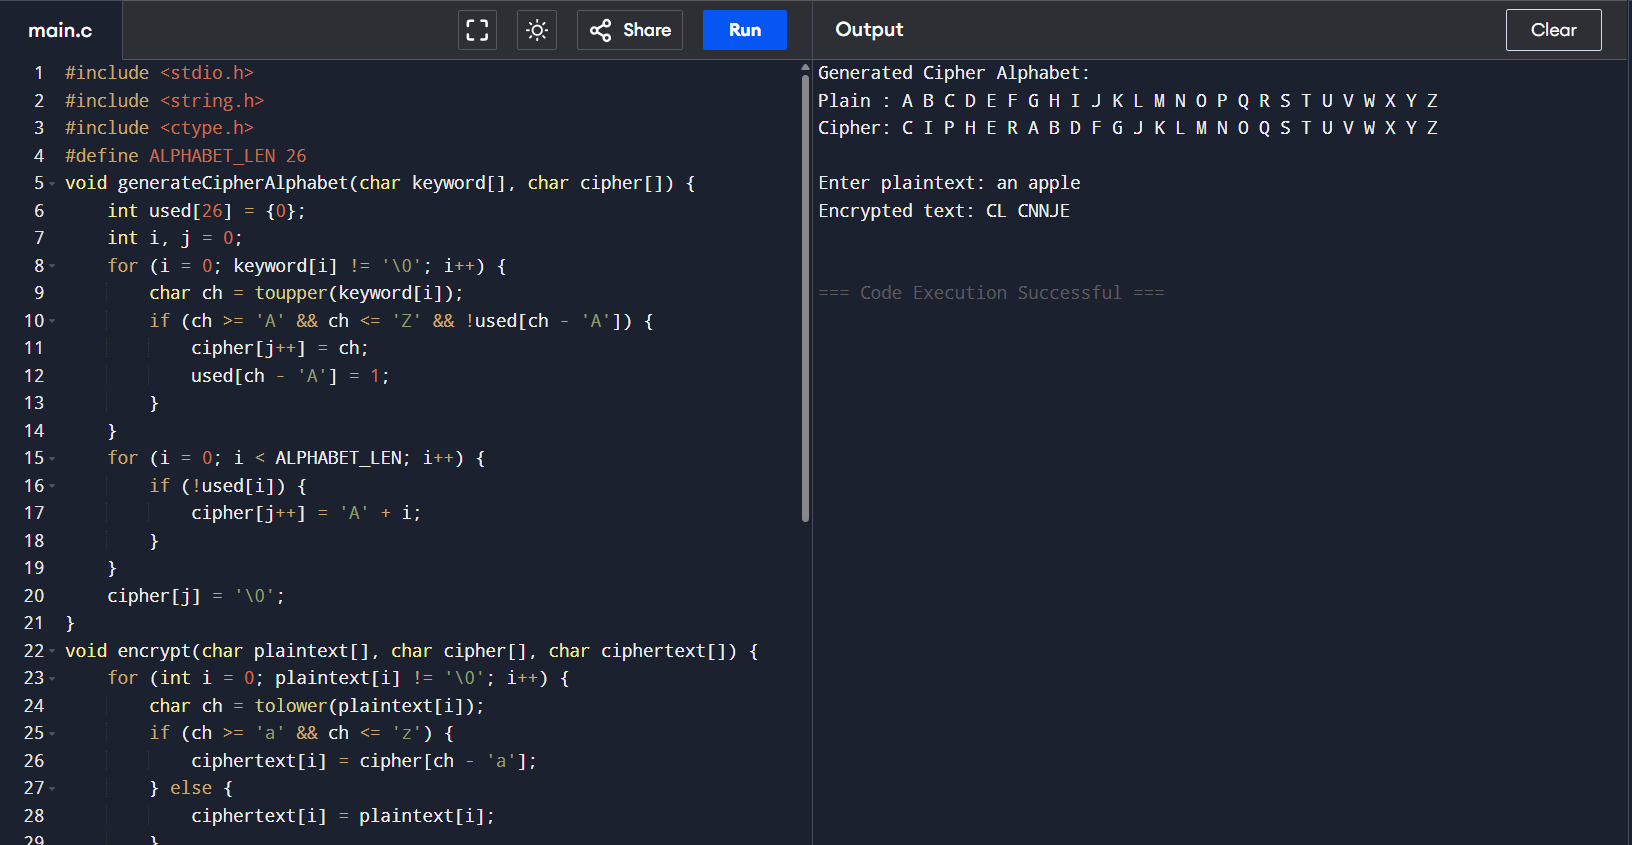 main.c
Share
Run
Output
Clear
1 #include <stdio.h>
2 #include <string.h>
3 #include <ctype.h>
4 #define ALPHABET_LEN 26
5 void generateCipherAlphabet(char keyword[], char cipher[]) {
6     int used[26] = {0};
7     int i, j = 0;
8     for (i = 0; keyword[i] != '\0'; i++) {
9         char ch = toupper(keyword[i]);
10         if (ch >= 'A' && ch <= 'Z' && !used[ch - 'A']) {
11             cipher[j++] = ch;
12             used[ch - 'A'] = 1;
13         }
14     }
15     for (i = 0; i < ALPHABET_LEN; i++) {
16         if (!used[i]) {
17             cipher[j++] = 'A' + i;
18         }
19     }
20     cipher[j] = '\0';
21 }
22 void encrypt(char plaintext[], char cipher[], char ciphertext[]) {
23     for (int i = 0; plaintext[i] != '\0'; i++) {
24         char ch = tolower(plaintext[i]);
25         if (ch >= 'a' && ch <= 'z') {
26             ciphertext[i] = cipher[ch - 'a'];
27         } else {
28             ciphertext[i] = plaintext[i];
29         }
Generated Cipher Alphabet:
Plain : A B C D E F G H I J K L M N O P Q R S T U V W X Y Z
Cipher: C I P H E R A B D F G J K L M N O Q S T U V W X Y Z
Enter plaintext: an apple
Encrypted text: CL CNNJE
=== Code Execution Successful ===